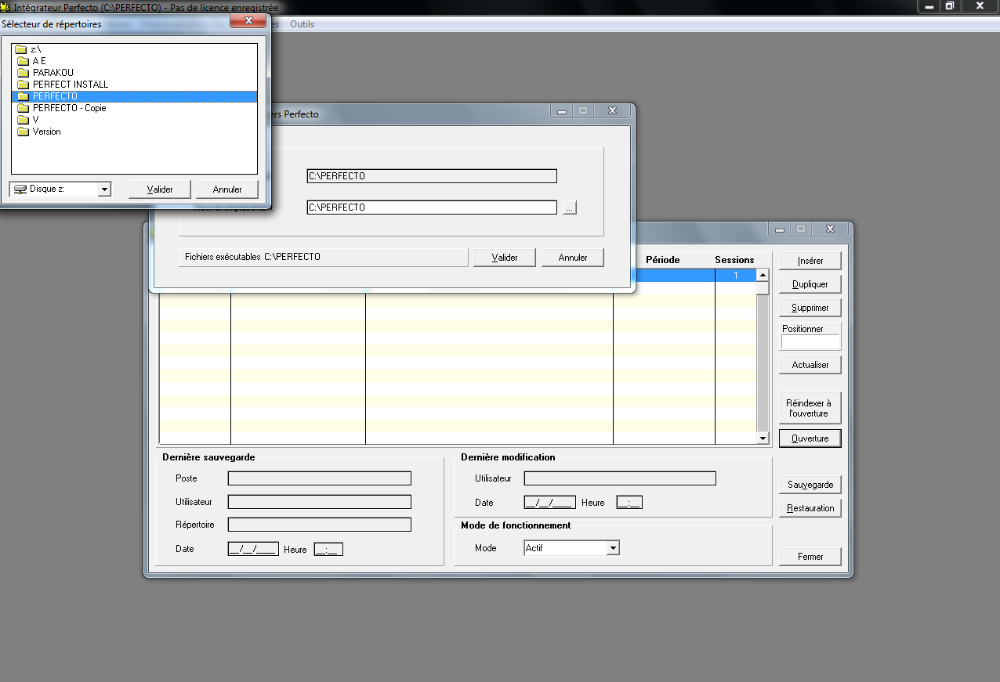 Intégrateur Perfecto (C:\PERFECTO) - Pas de licence enregistrée
Outils
Sélecteur de répertoires
z:\
A E
PARAKOU
PERFECT INSTALL
PERFECTO
PERFECTO - Copie
V
Version
Disque z:
Valider
Annuler
Perfecto
C:\PERFECTO
C:\PERFECTO
...
Fichiers exécutables C:\PERFECTO
Valider
Annuler
Période
Sessions
1
Insérer
Dupliquer
Supprimer
Positionner
Actualiser
Réindexer à
l'ouverture
Ouverture
Sauvegarde
Restauration
Fermer
Dernière sauvegarde
Poste
Utilisateur
Répertoire
Date __/__/____ Heure __:__
Dernière modification
Utilisateur
Date __/__/____ Heure __:__
Mode de fonctionnement
Mode Actif